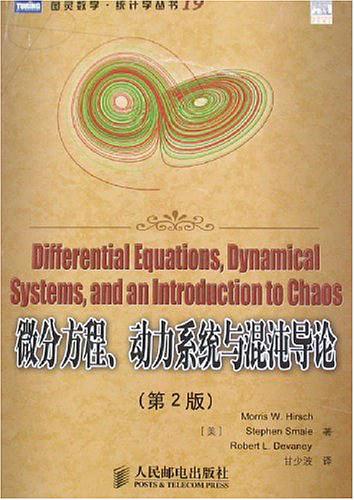 TURING
图灵数学·统计学丛书 19
Differential Equations, Dynamical
Systems, and an Introduction to Chaos
微分方程、动力系统与混沌导论
(第2版)
Morris W. Hirsch
[美] Stephen Smale 著
Robert L. Devaney
甘少波 译
人民邮电出版社
POSTS & TELECOM PRESS